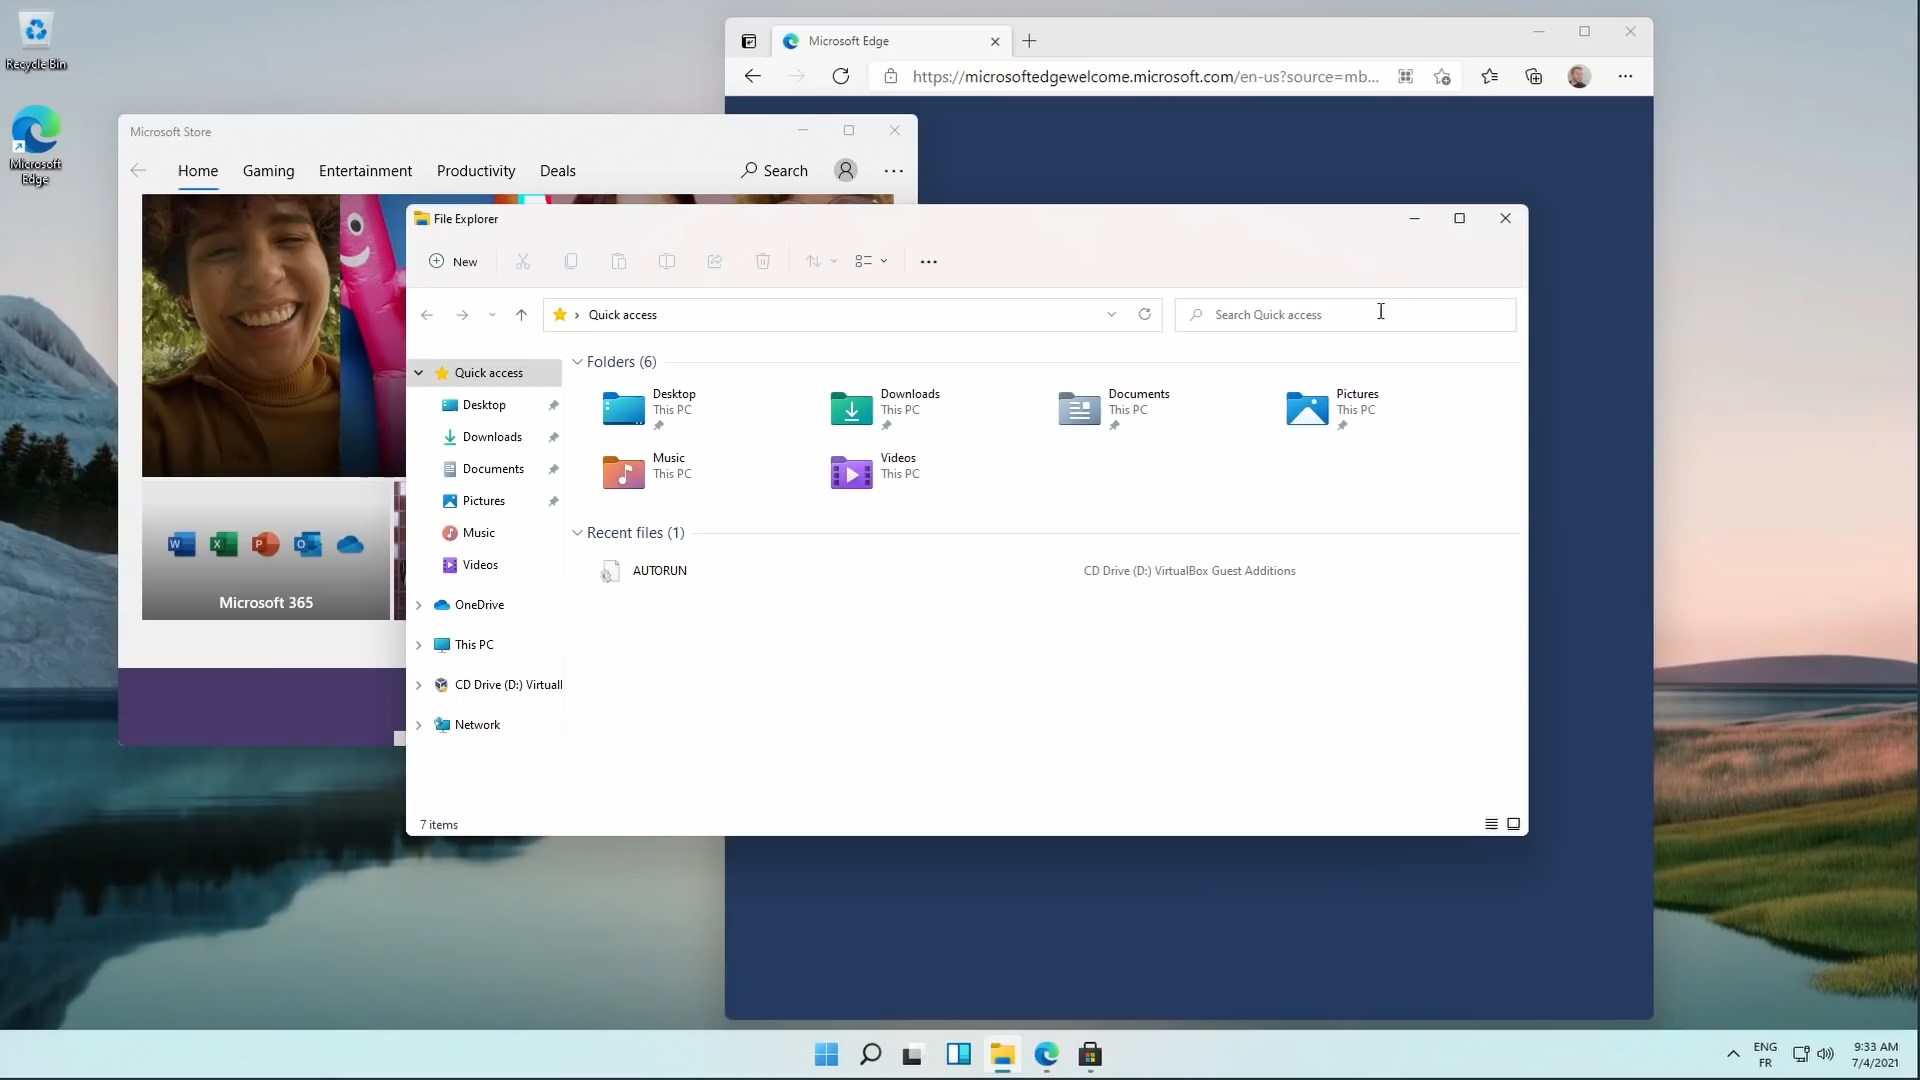 Recycle Bin
Microsoft
Edge
Microsoft Edge
https://microsoftedgewelcome.microsoft.com/en-us?source=mb...
Microsoft Store
Home
Gaming
Entertainment
Productivity
Deals
Search
W
X
P
O
Microsoft 365
File Explorer
New
Quick access
Search Quick access
Quick access
Desktop
Downloads
Documents
Pictures
Music
Videos
OneDrive
This PC
CD Drive (D:) Virtuall
Network
Folders (6)
Desktop
This PC
Downloads
This PC
Documents
This PC
Pictures
This PC
Music
This PC
Videos
This PC
Recent files (1)
AUTORUN
CD Drive (D:) VirtualBox Guest Additions
7 items
ENG
FR
9:33 AM
7/4/2021